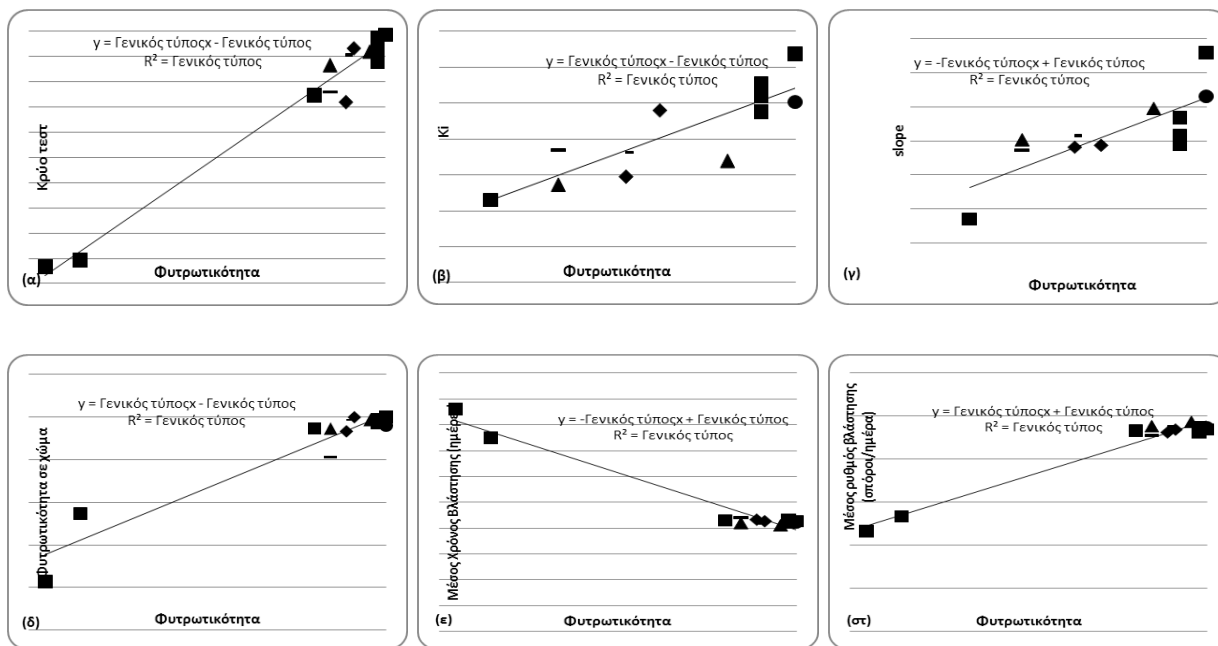 y = Γενικός τύποςx - Γενικός τύπος
R² = Γενικός τύπος
Κρύο τεστ
Φυτρωτικότητα
(α)
y = Γενικός τύποςx - Γενικός τύπος
R² = Γενικός τύπος
Ki
Φυτρωτικότητα
(β)
y = -Γενικός τύποςx + Γενικός τύπος
R² = Γενικός τύπος
slope
Φυτρωτικότητα
(γ)
y = Γενικός τύποςx - Γενικός τύπος
R² = Γενικός τύπος
Φυτρωτικότητα σε χώμα
Φυτρωτικότητα
(δ)
y = -Γενικός τύποςx + Γενικός τύπος
R² = Γενικός τύπος
Μέσος Χρόνος Βλάστησης (ημέρες)
Φυτρωτικότητα
(ε)
y = Γενικός τύποςx + Γενικός τύπος
R² = Γενικός τύπος
Μέσος ρυθμός βλάστησης
(σπόροι/ημέρα)
Φυτρωτικότητα
(στ)